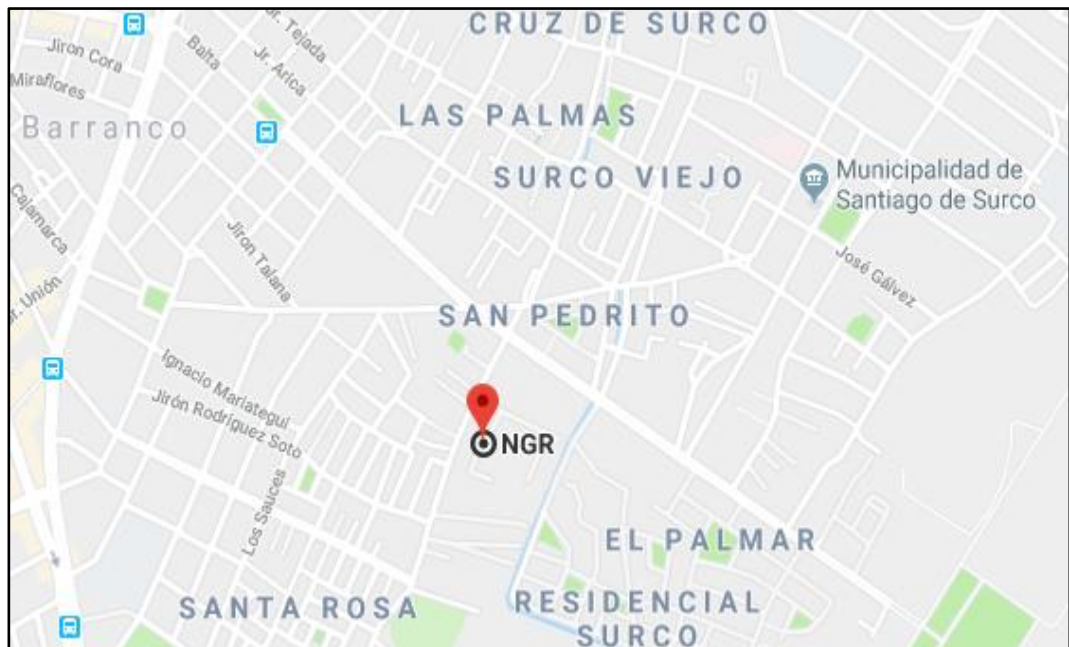 CRUZ DE SURCO
Jr. Tejada
Balta
Jiron Cora
Jr. Arica
Miraflores
LAS PALMAS
Barranco
SURCO VIEJO
Municipalidad de
Santiago de Surco
Cajamarca
Jiron Talana
José Gálvez
Jr. Unión
SAN PEDRITO
Ignacio Mariategui
Jirón Rodríguez Soto
NGR
Los Sauces
EL PALMAR
SANTA ROSA
RESIDENCIAL
SURCO